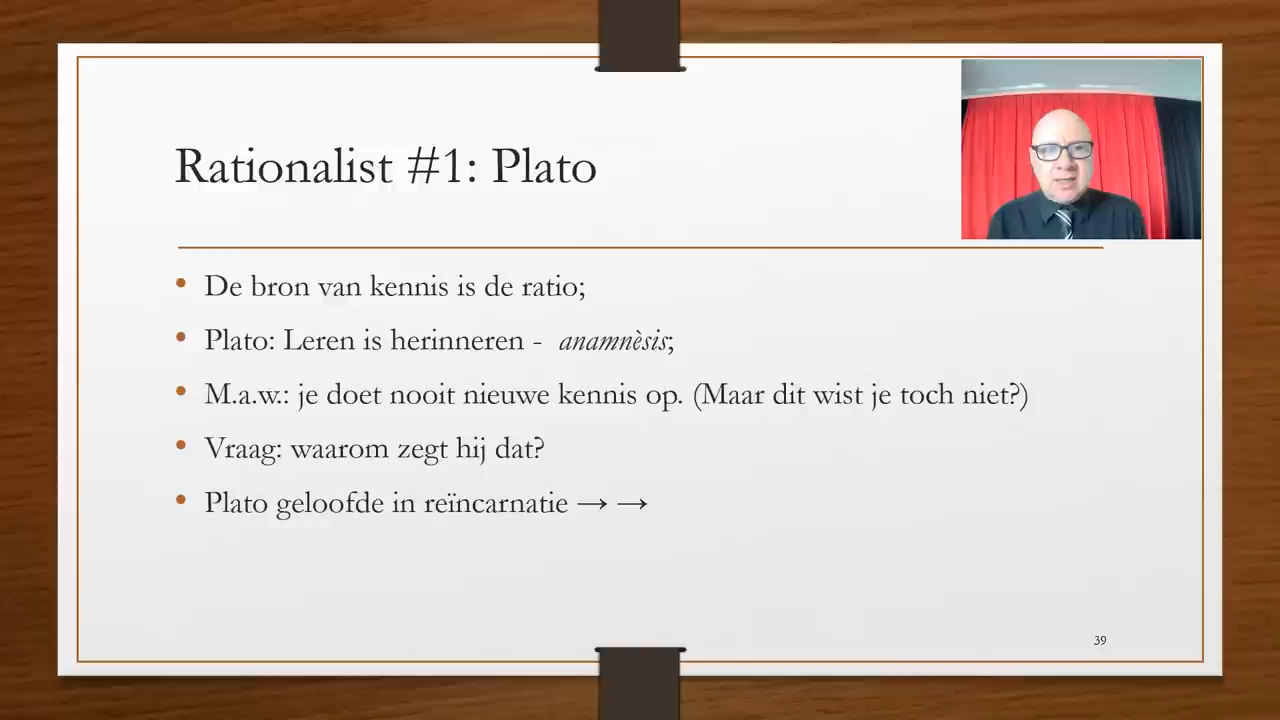 Rationalist #1: Plato
• De bron van kennis is de ratio;
• Plato: Leren is herinneren - anamnèsis;
• M.a.w.: je doet nooit nieuwe kennis op. (Maar dit wist je toch niet?)
• Vraag: waarom zegt hij dat?
• Plato geloofde in reïncarnatie → →
39